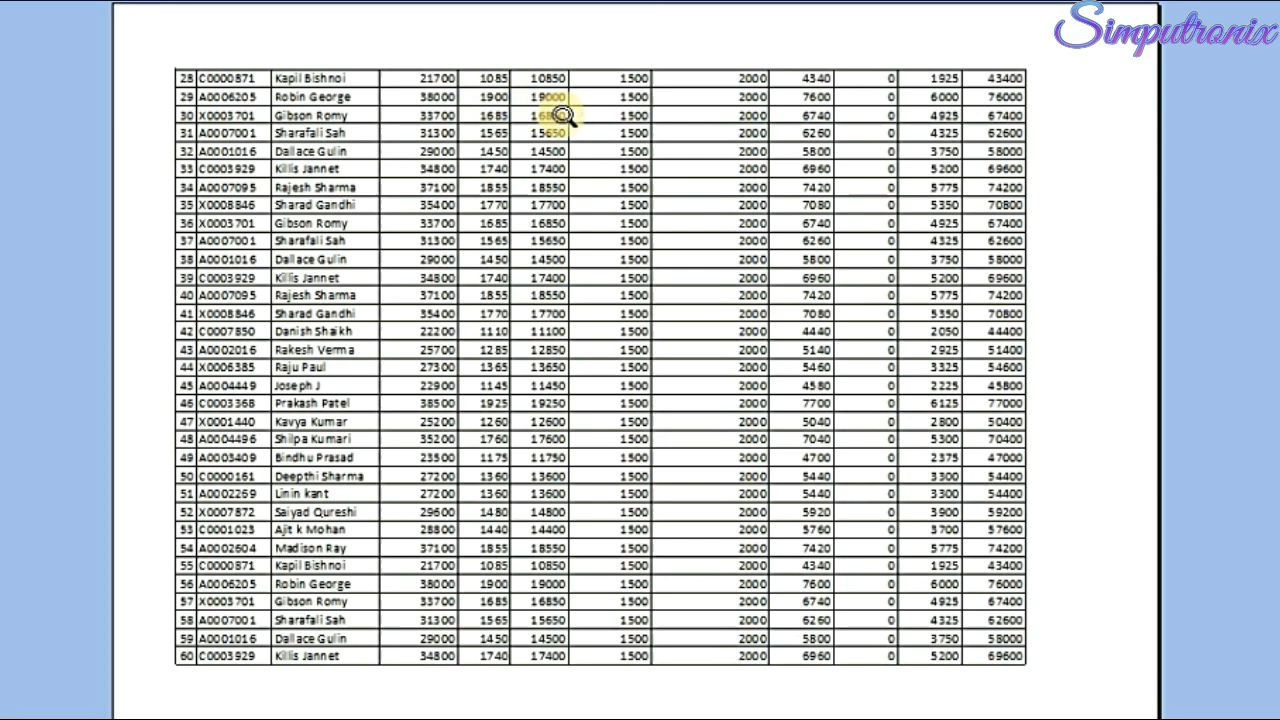 Simputronix
28 C0000871 Kapil Bishnoi 21700 1085 10850 1500 2000 4340 0 1925 43400
29 A0006205 Robin George 38000 1900 19000 1500 2000 7600 0 6000 76000
30 X0003701 Gibson Romy 33700 1685 1500 2000 6740 0 4925 67400
31 A0007001 Sharafali Sah 31300 1565 15650 1500 2000 6260 0 4325 62600
32 A0001016 Dallace Gulin 29000 1450 14500 1500 2000 5800 0 3750 58000
33 C0003929 Killis Jannet 34800 1740 17400 1500 2000 6960 0 5200 69600
34 A0007095 Rajesh Sharma 37100 1855 18550 1500 2000 7420 0 5775 74200
35 X0008846 Sharad Gandhi 35400 1770 17700 1500 2000 7080 0 5350 70800
36 X0003701 Gibson Romy 33700 1685 16850 1500 2000 6740 0 4925 67400
37 A0007001 Sharafali Sah 31300 1565 15650 1500 2000 6260 0 4325 62600
38 A0001016 Dallace Gulin 29000 1450 14500 1500 2000 5800 0 3750 58000
39 C0003929 Killis Jannet 34800 1740 17400 1500 2000 6960 0 5200 69600
40 A0007095 Rajesh Sharma 37100 1855 18550 1500 2000 7420 0 5775 74200
41 X0008846 Sharad Gandhi 35400 1770 17700 1500 2000 7080 0 5350 70800
42 C0007850 Danish Shaikh 22200 1110 11100 1500 2000 4440 0 2050 44400
43 A0002016 Rakesh Verma 25700 1285 12850 1500 2000 5140 0 2925 51400
44 X0006385 Raju Paul 27300 1365 13650 1500 2000 5460 0 3325 54600
45 A0004449 Joseph J 22900 1145 11450 1500 2000 4580 0 2225 45800
46 C0003368 Prakash Patel 38500 1925 19250 1500 2000 7700 0 6125 77000
47 X0001440 Kavya Kumar 25200 1260 12600 1500 2000 5040 0 2800 50400
48 A0004496 Shilpa Kumari 35200 1760 17600 1500 2000 7040 0 5300 70400
49 A0003409 Bindhu Prasad 23500 1175 11750 1500 2000 4700 0 2375 47000
50 C0000161 Deepthi Sharma 27200 1360 13600 1500 2000 5440 0 3300 54400
51 A0002269 Linin kant 27200 1360 13600 1500 2000 5440 0 3300 54400
52 X0007872 Saiyad Qureshi 29600 1480 14800 1500 2000 5920 0 3900 59200
53 C0001023 Ajit k Mohan 28800 1440 14400 1500 2000 5760 0 3700 57600
54 A0002604 Madison Ray 37100 1855 18550 1500 2000 7420 0 5775 74200
55 C0000871 Kapil Bishnoi 21700 1085 10850 1500 2000 4340 0 1925 43400
56 A0006205 Robin George 38000 1900 19000 1500 2000 7600 0 6000 76000
57 X0003701 Gibson Romy 33700 1685 16850 1500 2000 6740 0 4925 67400
58 A0007001 Sharafali Sah 31300 1565 15650 1500 2000 6260 0 4325 62600
59 A0001016 Dallace Gulin 29000 1450 14500 1500 2000 5800 0 3750 58000
60 C0003929 Killis Jannet 34800 1740 17400 1500 2000 6960 0 5200 69600